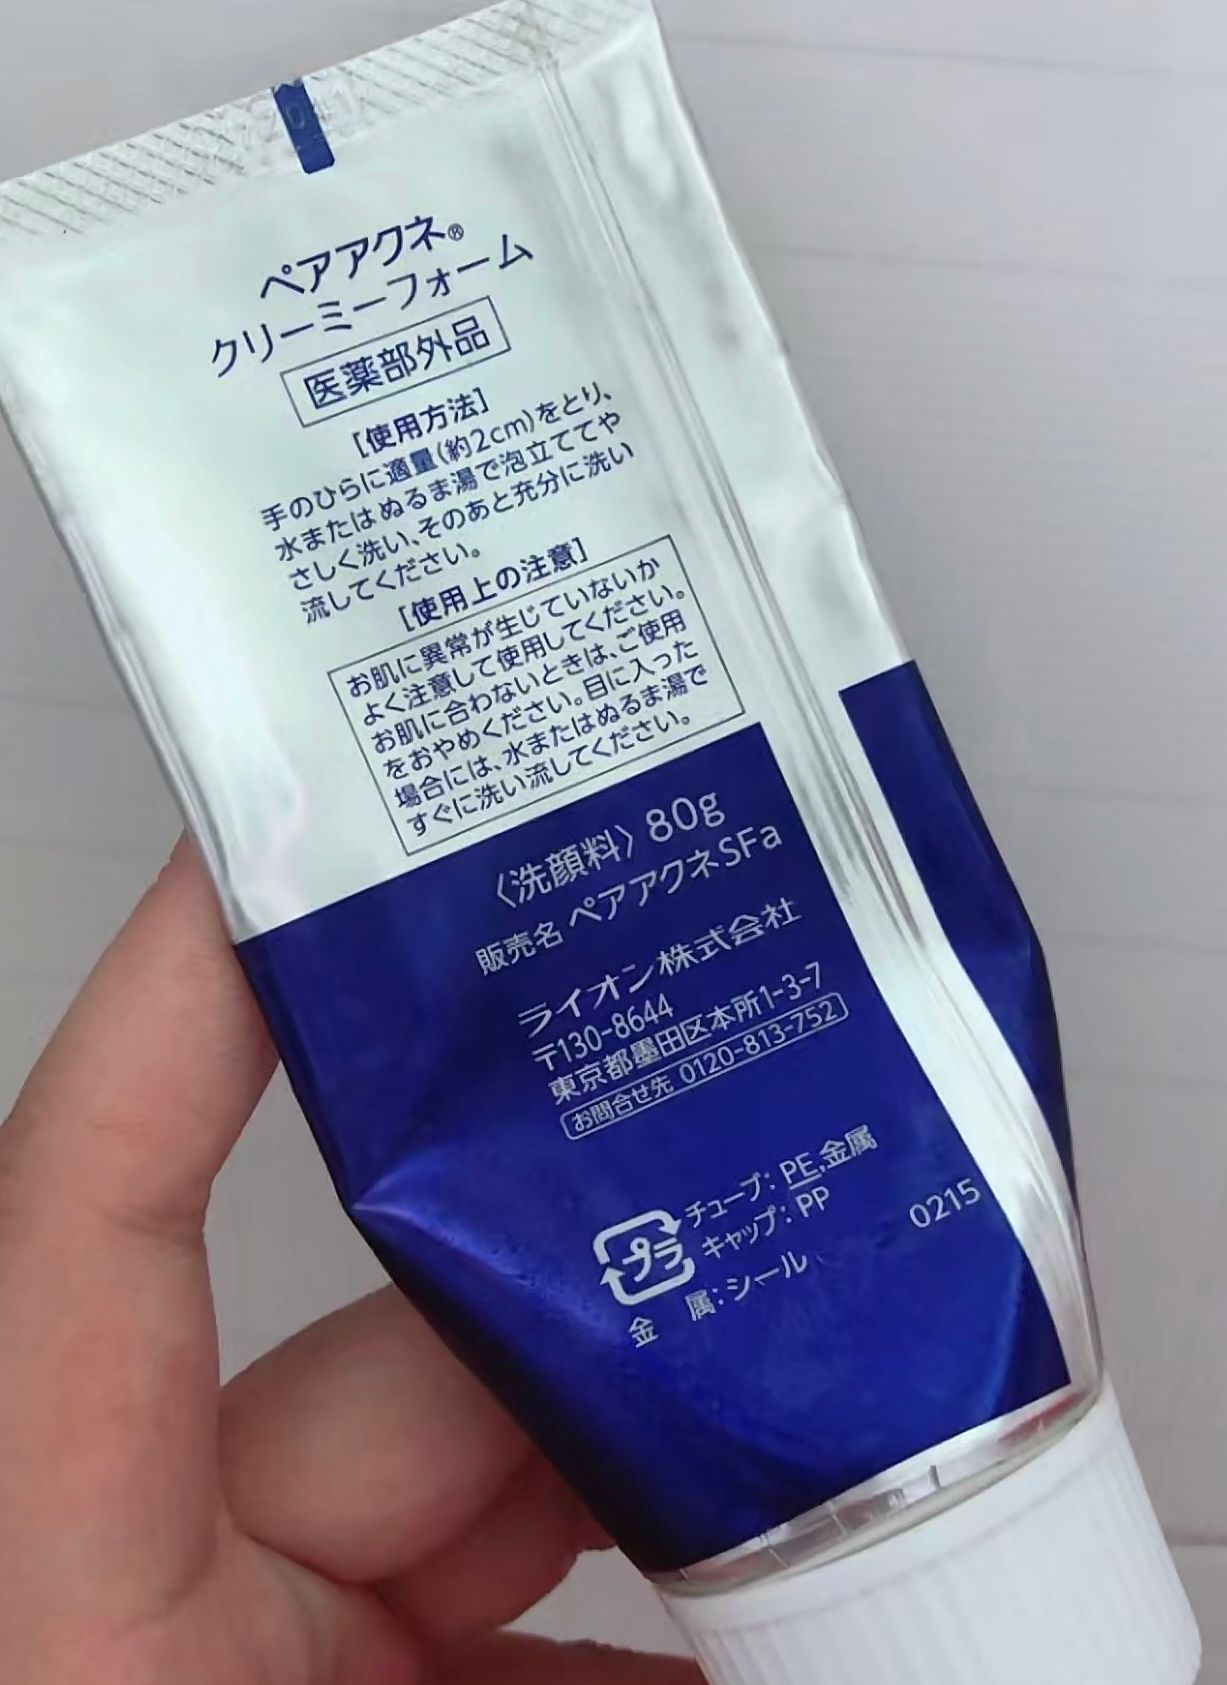 ペアアクネ®
クリーミーフォーム
医薬部外品
[使用方法]
手のひらに適量(約2cm)をとり、
水またはぬるま湯で泡立ててや
さしく洗い、そのあと充分に洗い
流してください。
[使用上の注意]
お肌に異常が生じていないか
よく注意して使用してください。
お肌に合わないときは、ご使用
をおやめください。目に入った
場合には、水またはぬるま湯で
すぐに洗い流してください。
〈洗顔料〉80g
販売名 ペアアクネSFa
ライオン株式会社
〒130-8644
東京都墨田区本所1-3-7
お問合せ先 0120-813-752
プラ
チューブ: PE,金属
キャップ: PP
金 属: シール
0215